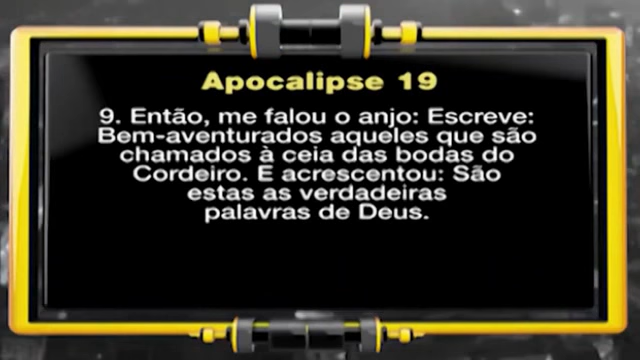 Apocalipse 19
9. Então, me falou o anjo: Escreve:
Bem-aventurados aqueles que são
chamados à ceia das bodas do
Cordeiro. E acrescentou: São
estas as verdadeiras
palavras de Deus.